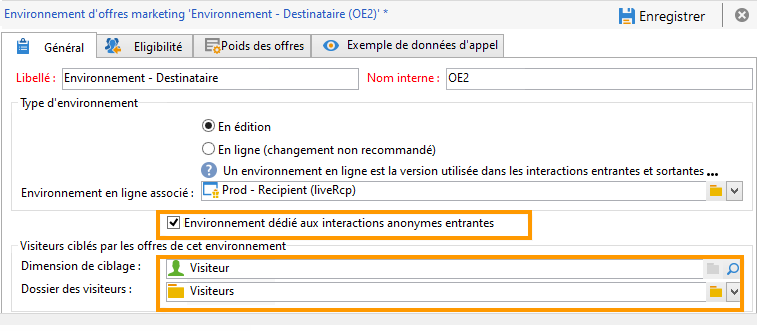 Environnement d'offres marketing 'Environnement - Destinataire (OE2)' *
Enregistrer
Général Eligibilité Poids des offres Exemple de données d'appel
Libellé : Environnement - Destinataire Nom interne : OE2
Type d'environnement
En édition
En ligne (changement non recommandé)
? Un environnement en ligne est la version utilisée dans les interactions entrantes et sortantes ...
Environnement en ligne associé : Prod - Recipient (liveRcp)
Environnement dédié aux interactions anonymes entrantes
Visiteurs ciblés par les offres de cet environnement
Dimension de ciblage : Visiteur
Dossier des visiteurs : Visiteurs